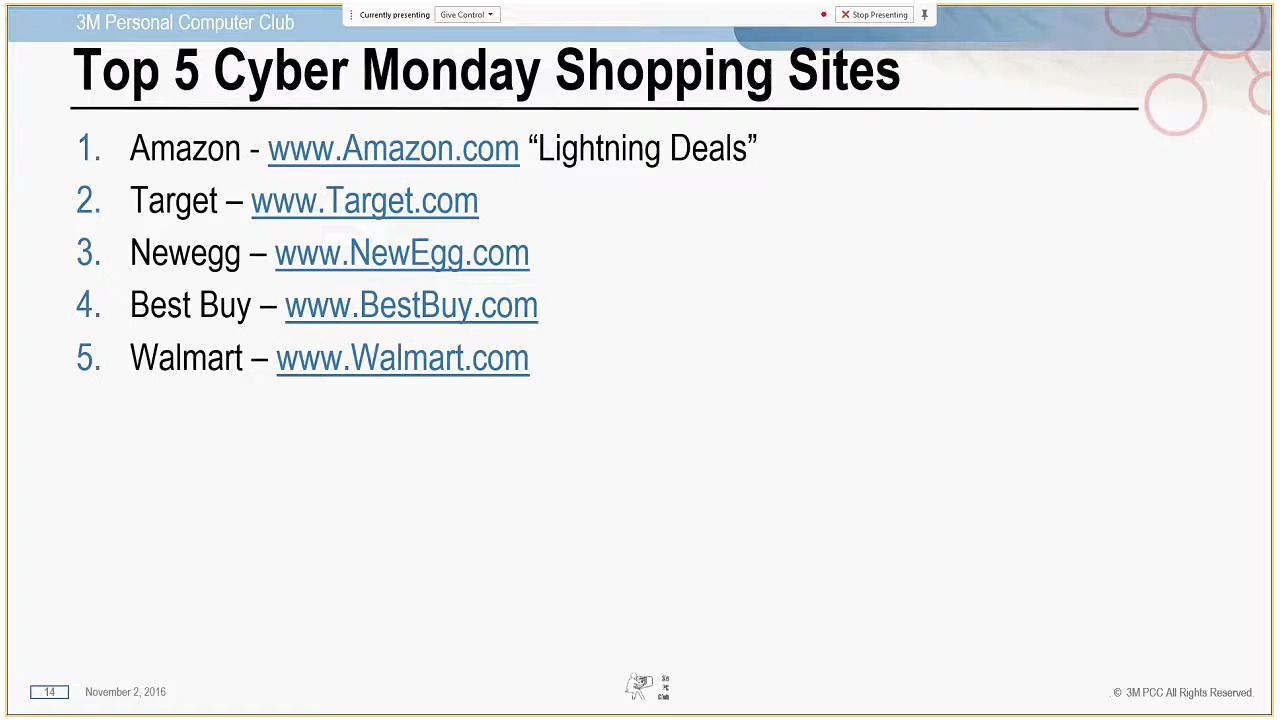 3M Personal Computer Club
Currently presenting Give Control Stop Presenting
Top 5 Cyber Monday Shopping Sites
1. Amazon - www.Amazon.com “Lightning Deals”
2. Target – www.Target.com
3. Newegg – www.NewEgg.com
4. Best Buy – www.BestBuy.com
5. Walmart – www.Walmart.com
14 November 2, 2016
. © 3M PCC All Rights Reserved.